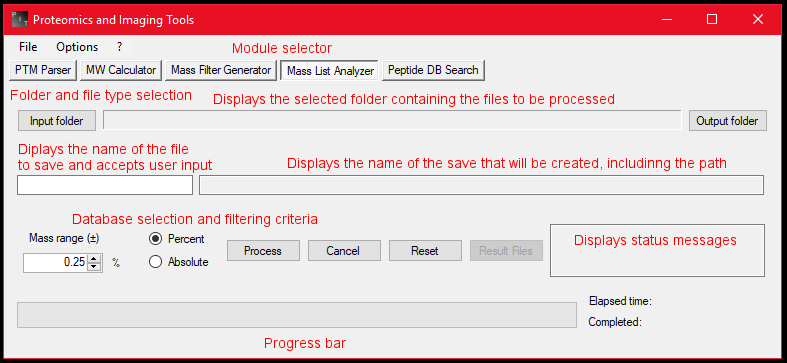 Proteomics and Imaging Tools
File Options ?
Module selector
PTM Parser MW Calculator Mass Filter Generator Mass List Analyzer Peptide DB Search
Folder and file type selection
Displays the selected folder containing the files to be processed
Input folder
Output folder
Diplays the name of the file
to save and accepts user input
Displays the name of the save that will be created, includinng the path
Database selection and filtering criteria
Mass range (±)
0.25 %
Percent
Absolute
Process Cancel Reset Result Files
Displays status messages
Elapsed time:
Completed:
Progress bar